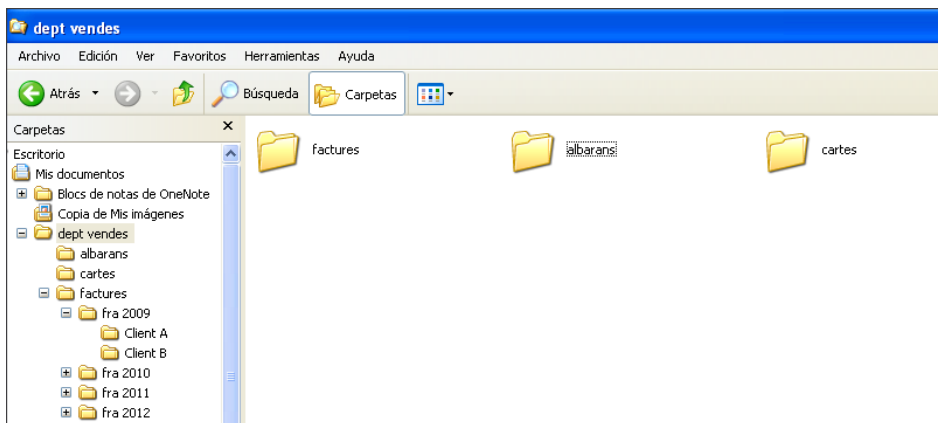 dept vendes
Archivo Edición Ver Favoritos Herramientas Ayuda
Atrás Búsqueda Carpetas
Carpetas
Escritorio
Mis documentos
Blocs de notas de OneNote
Copia de Mis imágenes
dept vendes
albarans
cartes
factures
fra 2009
Client A
Client B
fra 2010
fra 2011
fra 2012
factures albarans cartes